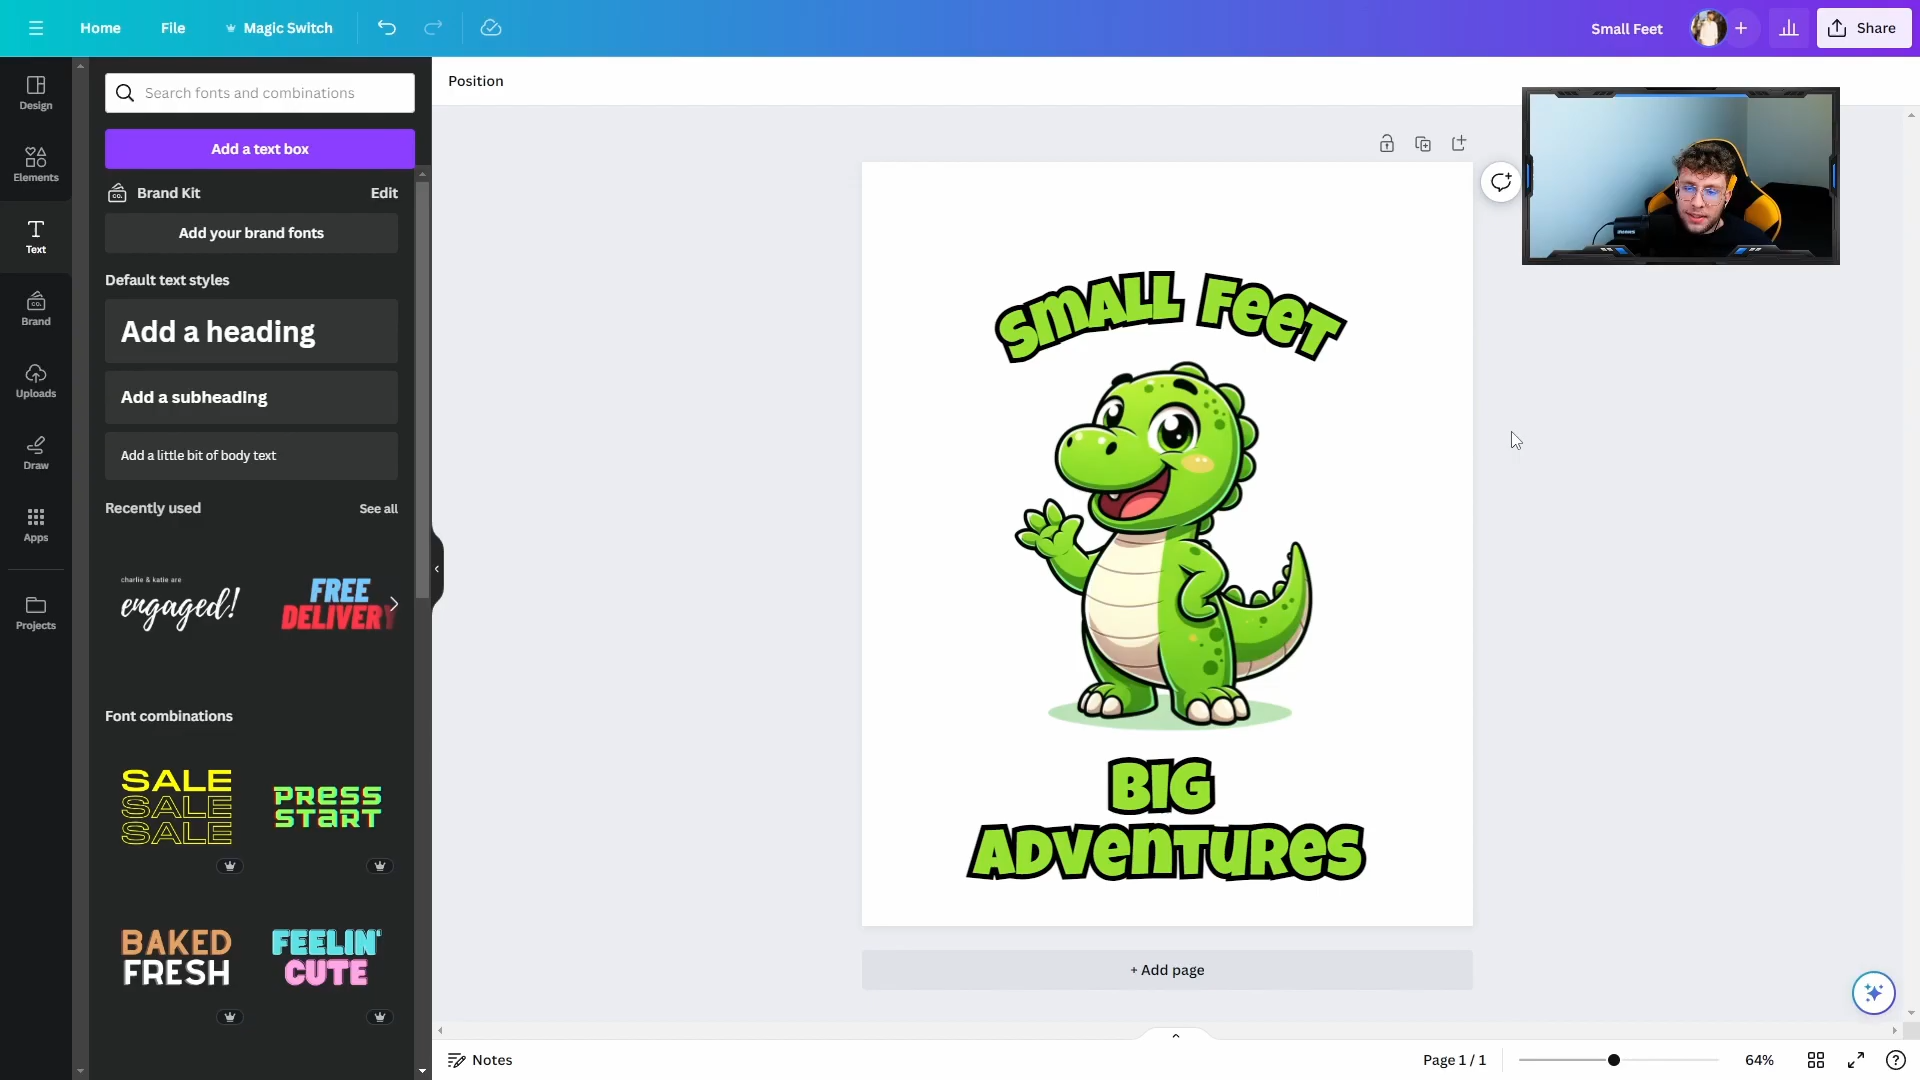 Home
File
Magic Switch
Small Feet
Share
Design
Elements
Text
Brand
Uploads
Draw
Apps
Projects
Search fonts and combinations
Add a text box
Brand Kit
Edit
Add your brand fonts
Default text styles
Add a heading
Add a subheading
Add a little bit of body text
Recently used
See all
charlie & katie are
engaged!
FREE
DELIVERY
Font combinations
SALE
SALE
SALE
PRESS
START
BAKED
FRESH
FEELIN'
CUTE
Position
SMALL FEET
BIG
ADVENTURES
+ Add page
Notes
Page 1 / 1
64%